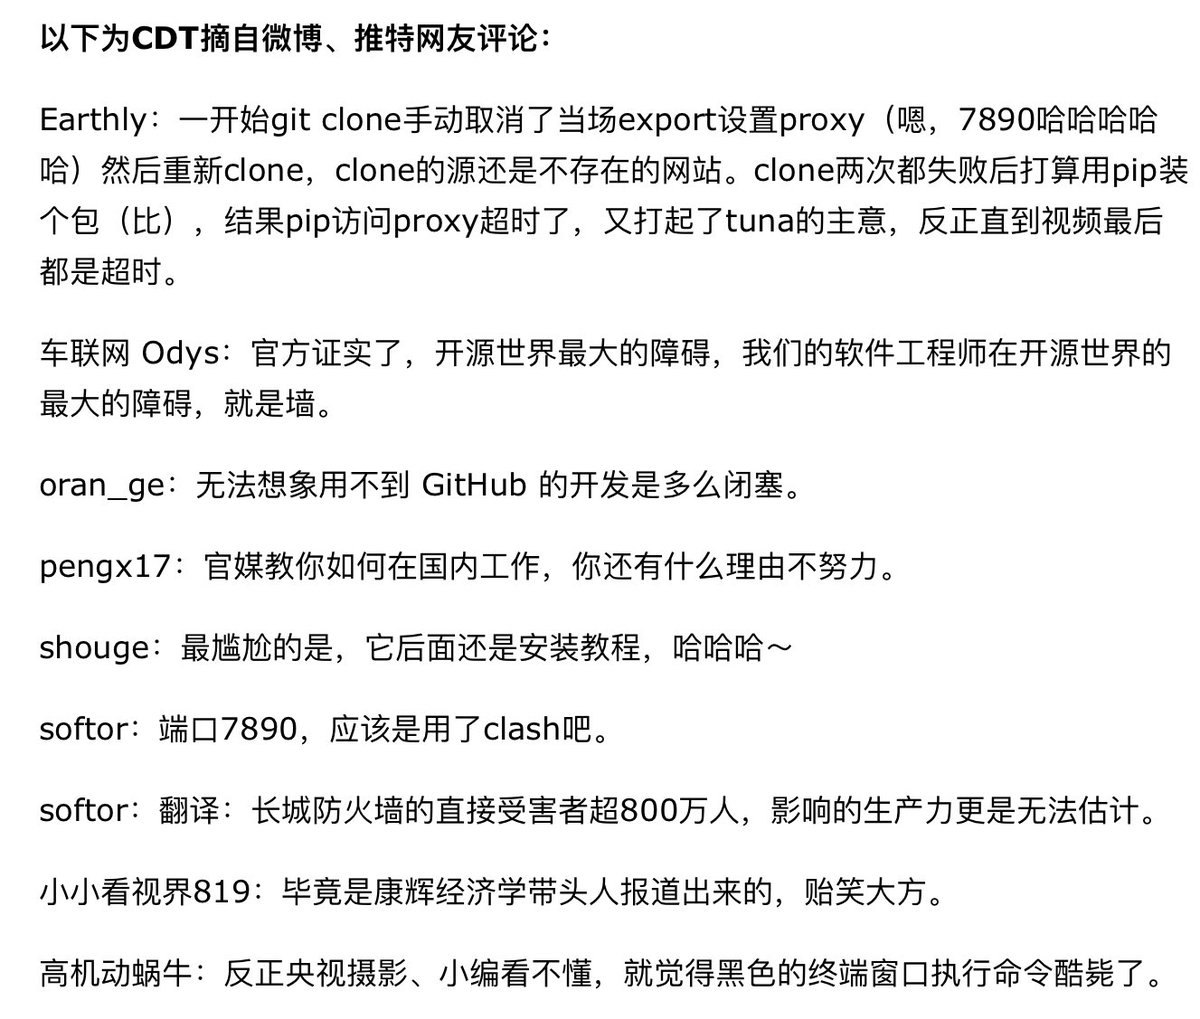 以下为CDT摘自微博、推特网友评论：
Earthly：一开始git clone手动取消了当场export设置proxy（嗯，7890哈哈哈哈
哈）然后重新clone，clone的源还是不存在的网站。clone两次都失败后打算用pip装
个包（比），结果pip访问proxy超时了，又打起了tuna的主意，反正直到视频最后
都是超时。
车联网 Odys：官方证实了，开源世界最大的障碍，我们的软件工程师在开源世界的
最大的障碍，就是墙。
oran_ge：无法想象用不到 GitHub 的开发是多么闭塞。
pengx17：官媒教你如何在国内工作，你还有什么理由不努力。
shouge：最尴尬的是，它后面还是安装教程，哈哈哈～
softor：端口7890，应该是用了clash吧。
softor：翻译：长城防火墙的直接受害者超800万人，影响的生产力更是无法估计。
小小看视界819：毕竟是康辉经济学带头人报道出来的，贻笑大方。
高机动蜗牛：反正央视摄影、小编看不懂，就觉得黑色的终端窗口执行命令酷毙了。